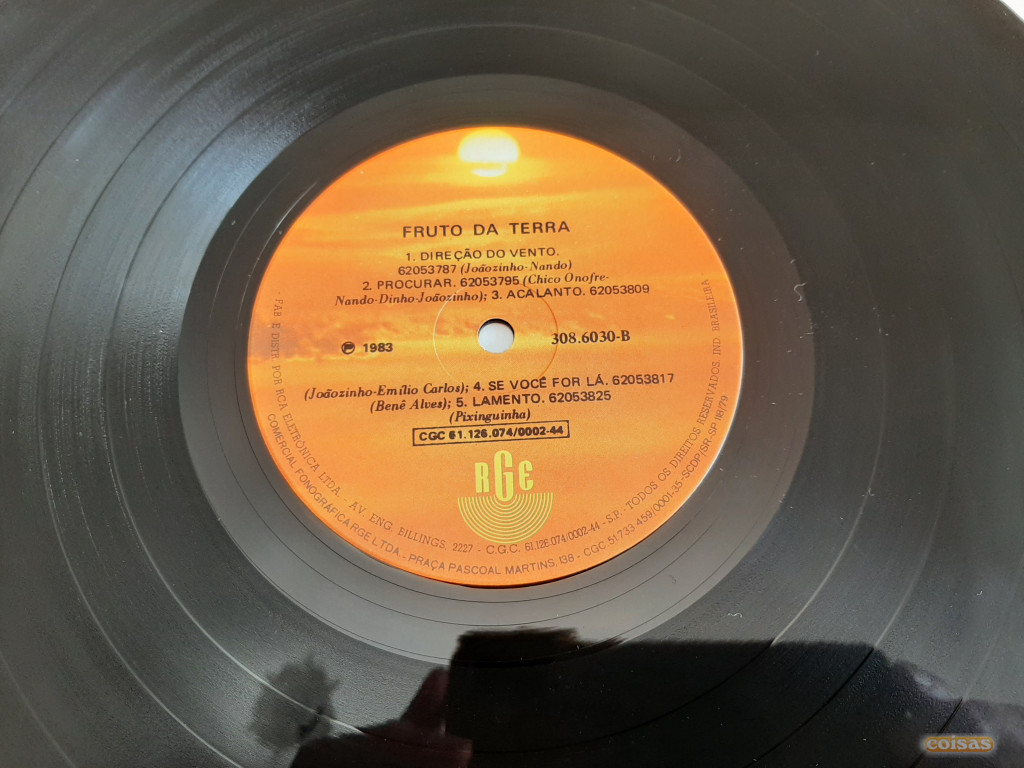 FRUTO DA TERRA
1. DIREÇÃO DO VENTO.
62053787 (Joãozinho-Nando)
2. PROCURAR. 62053795 (Chico Onofre-
Nando-Dinho-Joãozinho); 3. ACALANTO. 62053809
℗ 1983
308.6030-B
(Joãozinho-Emílio Carlos); 4. SE VOCÊ FOR LÁ. 62053817
(Benê Alves); 5. LAMENTO. 62053825
(Pixinguinha)
CGC 61.126.074/0002-44
RGE
· FAB. E DISTR. POR RCA ELETRÔNICA LTDA. · AV. ENG. BILLINGS, 2227 - C.G.C. 61.126.074/0002-44 - S.P. · TODOS OS DIREITOS RESERVADOS. IND. BRASILEIRA ·
COMERCIAL FONOGRÁFICA RGE LTDA. - PRAÇA PASCOAL MARTINS, 138 - CGC 51.733.459/0001-35-SCDP/SR-SP 118/79
coisas